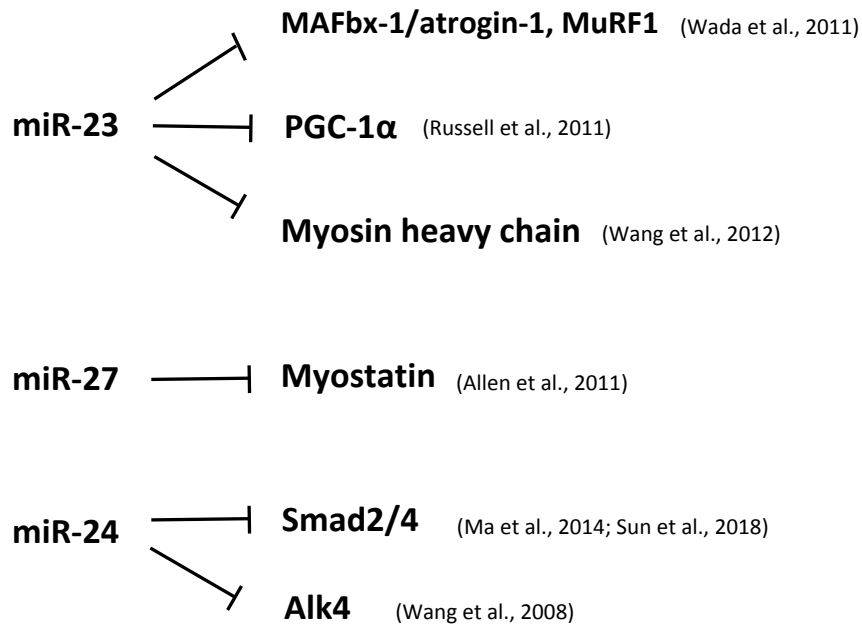 MAFbx-1/atrogin-1, MuRF1 (Wada et al., 2011)
miR-23 PGC-1α (Russell et al., 2011)
Myosin heavy chain (Wang et al., 2012)
miR-27 Myostatin (Allen et al., 2011)
miR-24 Smad2/4 (Ma et al., 2014; Sun et al., 2018)
Alk4 (Wang et al., 2008)